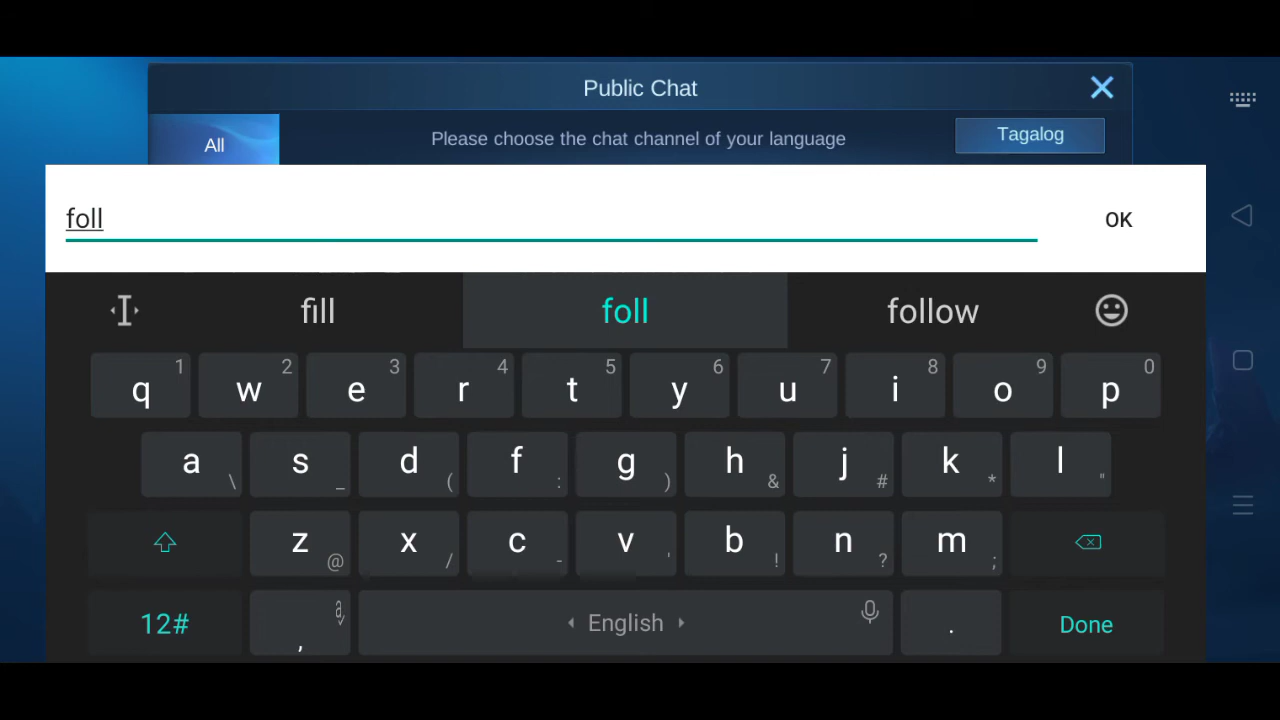 Public Chat
All
Please choose the chat channel of your language
Tagalog
foll
OK
fill foll follow
1 2 3 4 5 6 7 8 9 0
q w e r t y u i o p
a s d f g h j k l
\ _ ( : ) & # * "
z x c v b n m
@ / - ' ! ? ;
12# , English . Done